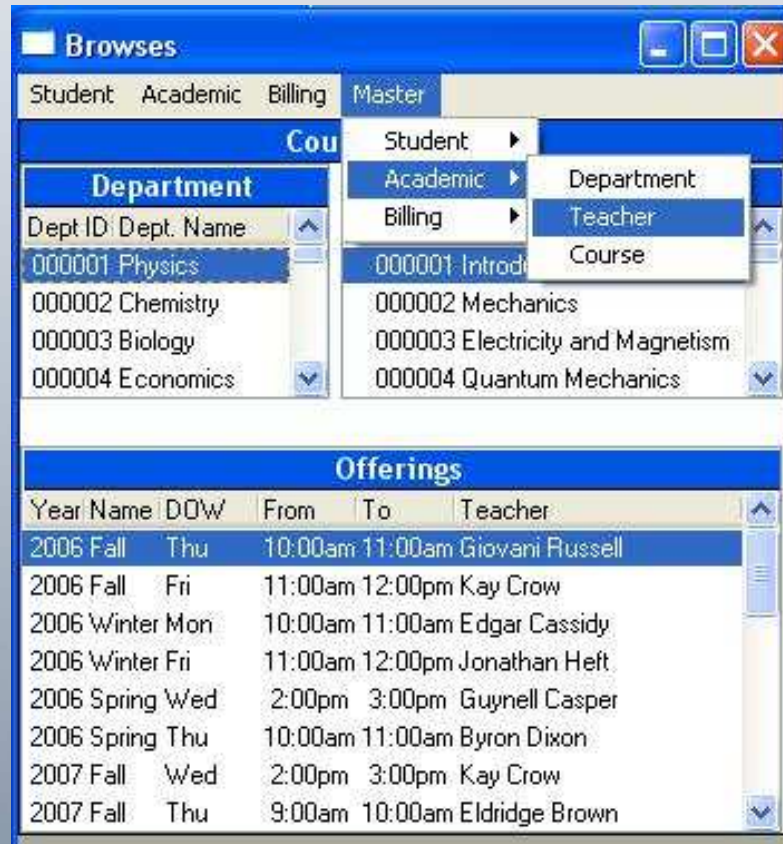 Browses
Student Academic Billing Master
Cou
Student
Academic
Billing
Department
Teacher
Course
Department
Dept ID Dept. Name
000001 Physics
000002 Chemistry
000003 Biology
000004 Economics
000001 Introd
000002 Mechanics
000003 Electricity and Magnetism
000004 Quantum Mechanics
Offerings
Year Name DOW From To Teacher
2006 Fall Thu 10:00am 11:00am Giovani Russell
2006 Fall Fri 11:00am 12:00pm Kay Crow
2006 Winter Mon 10:00am 11:00am Edgar Cassidy
2006 Winter Fri 11:00am 12:00pm Jonathan Heft
2006 Spring Wed 2:00pm 3:00pm Guynell Casper
2006 Spring Thu 10:00am 11:00am Byron Dixon
2007 Fall Wed 2:00pm 3:00pm Kay Crow
2007 Fall Thu 9:00am 10:00am Eldridge Brown